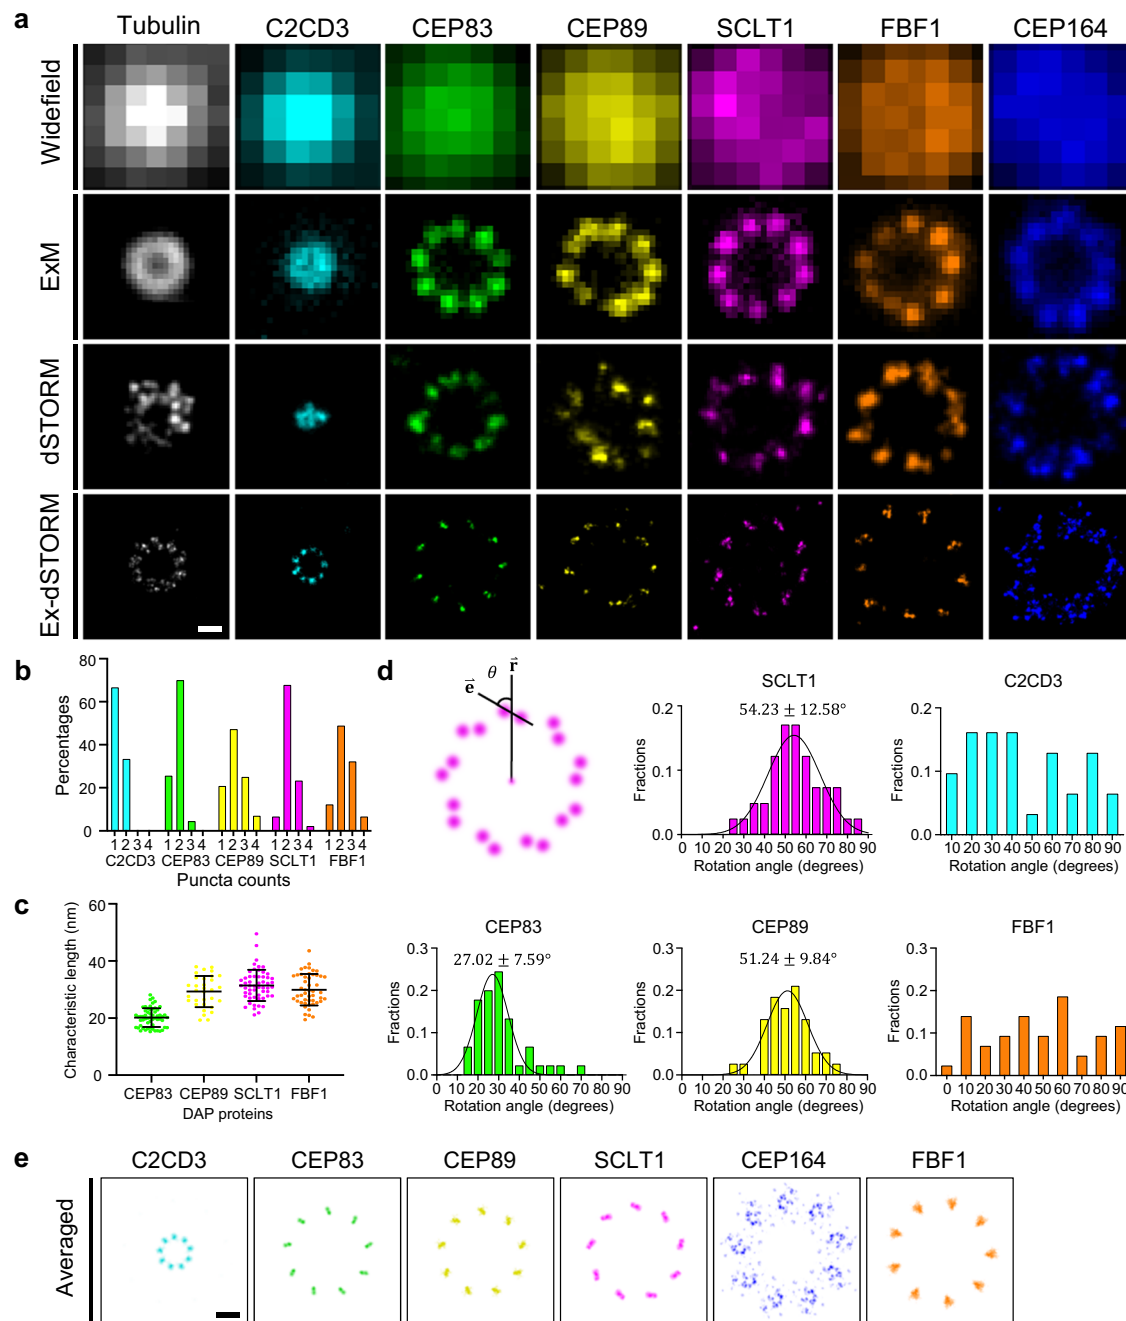 a
Tubulin C2CD3 CEP83 CEP89 SCLT1 FBF1 CEP164
Widefield
ExM
dSTORM
Ex-dSTORM
b
80
60
40
20
0
Percentages
1 2 3 4 1 2 3 4 1 2 3 4 1 2 3 4 1 2 3 4
C2CD3 CEP83 CEP89 SCLT1 FBF1
Puncta counts
c
60
40
20
0
Characteristic length (nm)
CEP83 CEP89 SCLT1 FBF1
DAP proteins
d
e⃗ θ r⃗
SCLT1
54.23 ± 12.58°
0.2
0.1
0.0
Fractions
0 10 20 30 40 50 60 70 80 90
Rotation angle (degrees)
C2CD3
0.2
0.1
0.0
Fractions
10 20 30 40 50 60 70 80 90
Rotation angle (degrees)
CEP83
27.02 ± 7.59°
0.3
0.2
0.1
0.0
Fractions
0 10 20 30 40 50 60 70 80 90
Rotation angle (degrees)
CEP89
51.24 ± 9.84°
0.3
0.2
0.1
0.0
Fractions
0 10 20 30 40 50 60 70 80 90
Rotation angle (degrees)
FBF1
0.3
0.2
0.1
0.0
Fractions
0 10 20 30 40 50 60 70 80 90
Rotation angle (degrees)
e
C2CD3 CEP83 CEP89 SCLT1 CEP164 FBF1
Averaged